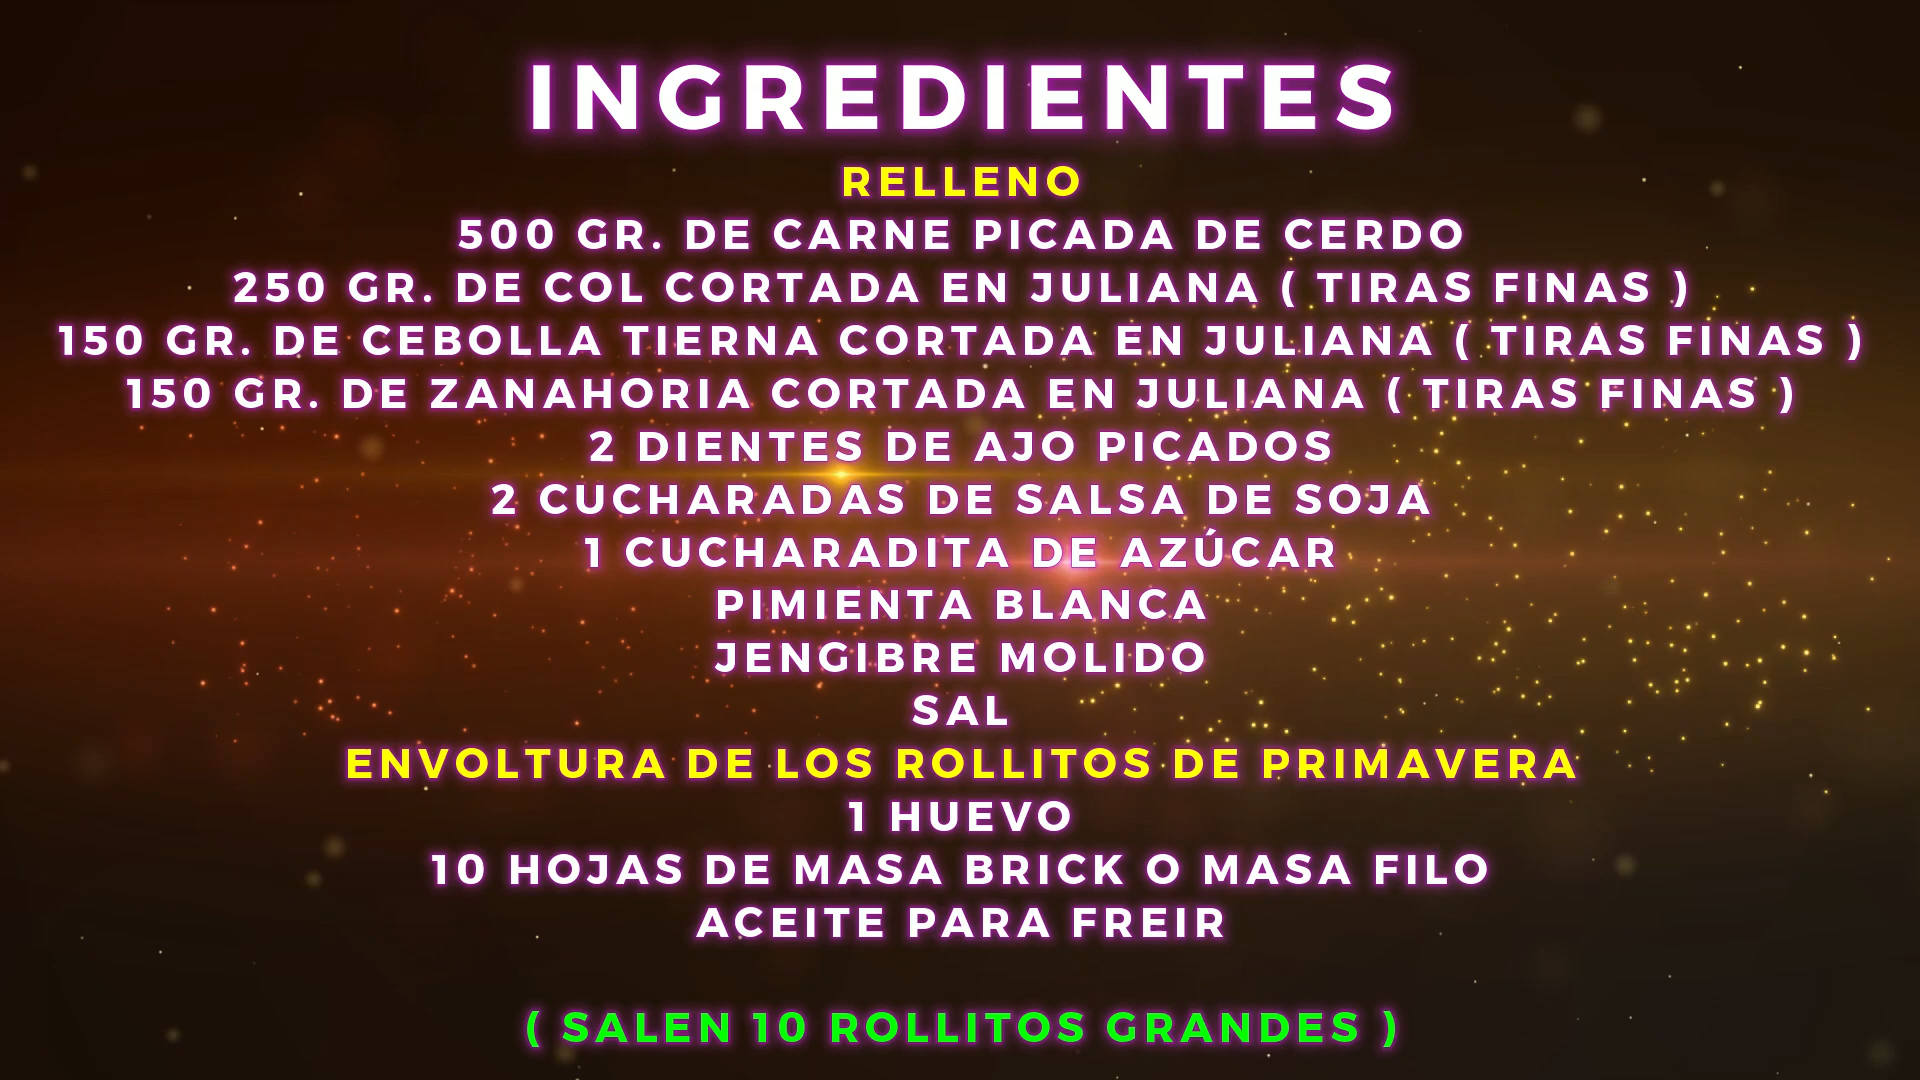 INGREDIENTES
RELLENO
500 GR. DE CARNE PICADA DE CERDO
250 GR. DE COL CORTADA EN JULIANA ( TIRAS FINAS )
150 GR. DE CEBOLLA TIERNA CORTADA EN JULIANA ( TIRAS FINAS )
150 GR. DE ZANAHORIA CORTADA EN JULIANA ( TIRAS FINAS )
2 DIENTES DE AJO PICADOS
2 CUCHARADAS DE SALSA DE SOJA
1 CUCHARADITA DE AZÚCAR
PIMIENTA BLANCA
JENGIBRE MOLIDO
SAL
ENVOLTURA DE LOS ROLLITOS DE PRIMAVERA
1 HUEVO
10 HOJAS DE MASA BRICK O MASA FILO
ACEITE PARA FREIR
( SALEN 10 ROLLITOS GRANDES )